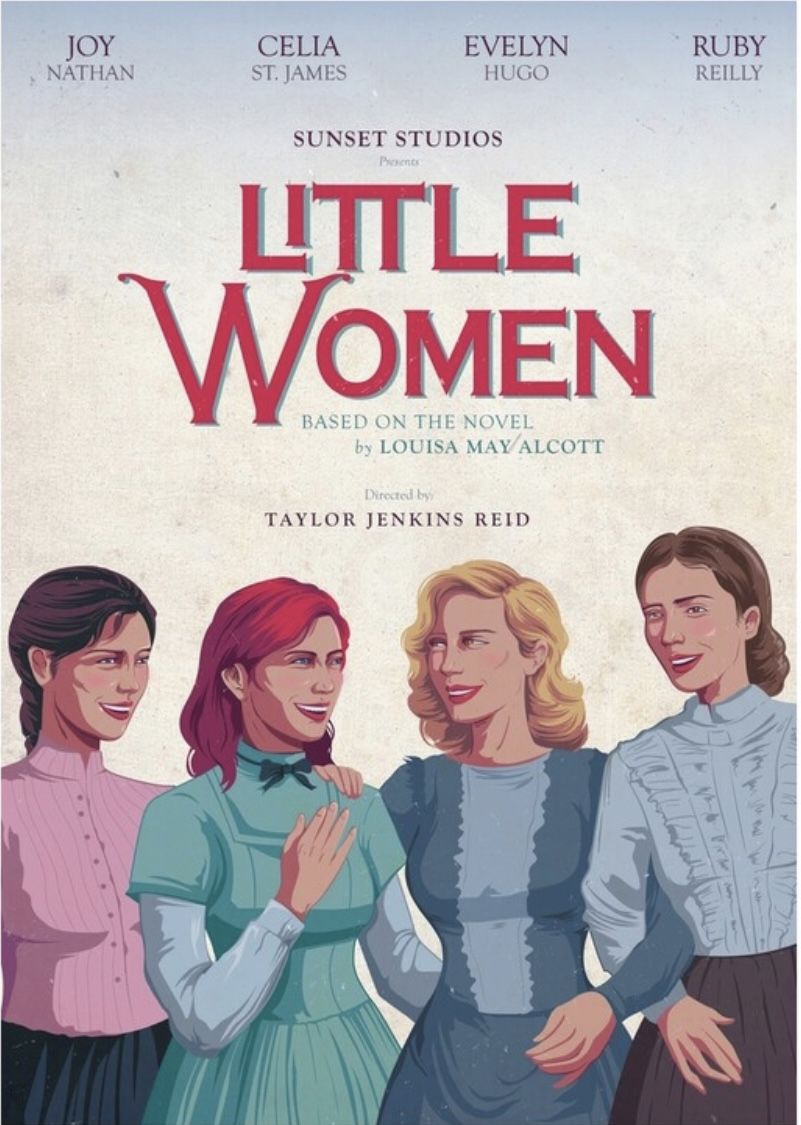 JOY CELIA EVELYN RUBY
NATHAN ST. JAMES HUGO REILLY
SUNSET STUDIOS
Presents
LITTLE
WOMEN
BASED ON THE NOVEL
by LOUISA MAY ALCOTT
Directed by:
TAYLOR JENKINS REID